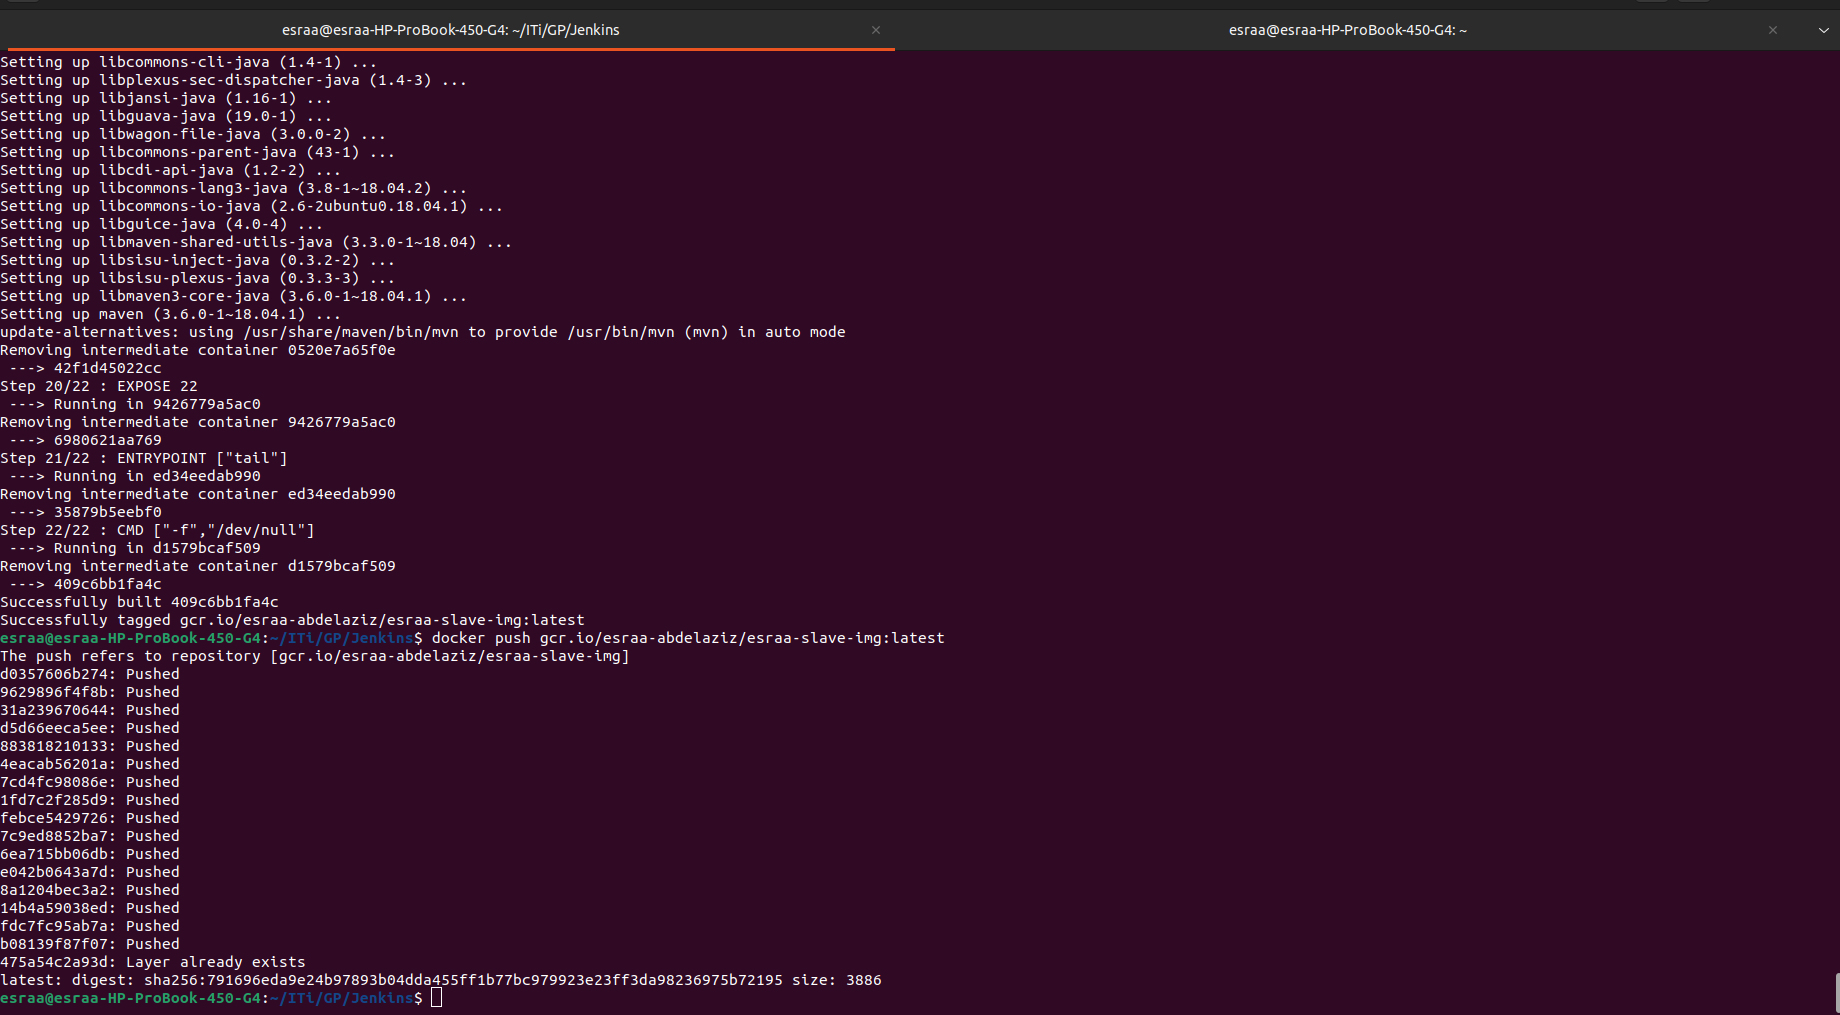 esraa@esraa-HP-ProBook-450-G4: ~/ITi/GP/Jenkins
esraa@esraa-HP-ProBook-450-G4: ~
Setting up libcommons-cli-java (1.4-1) ...
Setting up libplexus-sec-dispatcher-java (1.4-3) ...
Setting up libjansi-java (1.16-1) ...
Setting up libguava-java (19.0-1) ...
Setting up libwagon-file-java (3.0.0-2) ...
Setting up libcommons-parent-java (43-1) ...
Setting up libcdi-api-java (1.2-2) ...
Setting up libcommons-lang3-java (3.8-1~18.04.2) ...
Setting up libcommons-io-java (2.6-2ubuntu0.18.04.1) ...
Setting up libguice-java (4.0-4) ...
Setting up libmaven-shared-utils-java (3.3.0-1~18.04) ...
Setting up libsisu-inject-java (0.3.2-2) ...
Setting up libsisu-plexus-java (0.3.3-3) ...
Setting up libmaven3-core-java (3.6.0-1~18.04.1) ...
Setting up maven (3.6.0-1~18.04.1) ...
update-alternatives: using /usr/share/maven/bin/mvn to provide /usr/bin/mvn (mvn) in auto mode
Removing intermediate container 0520e7a65f0e
 ---> 42f1d45022cc
Step 20/22 : EXPOSE 22
 ---> Running in 9426779a5ac0
Removing intermediate container 9426779a5ac0
 ---> 6980621aa769
Step 21/22 : ENTRYPOINT ["tail"]
 ---> Running in ed34eedab990
Removing intermediate container ed34eedab990
 ---> 35879b5eebf0
Step 22/22 : CMD ["-f","/dev/null"]
 ---> Running in d1579bcaf509
Removing intermediate container d1579bcaf509
 ---> 409c6bb1fa4c
Successfully built 409c6bb1fa4c
Successfully tagged gcr.io/esraa-abdelaziz/esraa-slave-img:latest
esraa@esraa-HP-ProBook-450-G4:~/ITi/GP/Jenkins$ docker push gcr.io/esraa-abdelaziz/esraa-slave-img:latest
The push refers to repository [gcr.io/esraa-abdelaziz/esraa-slave-img]
d0357606b274: Pushed
9629896f4f8b: Pushed
31a239670644: Pushed
d5d66eeca5ee: Pushed
883818210133: Pushed
4eacab56201a: Pushed
7cd4fc98086e: Pushed
1fd7c2f285d9: Pushed
febce5429726: Pushed
7c9ed8852ba7: Pushed
6ea715bb06db: Pushed
e042b0643a7d: Pushed
8a1204bec3a2: Pushed
14b4a59038ed: Pushed
fdc7fc95ab7a: Pushed
b08139f87f07: Pushed
475a54c2a93d: Layer already exists
latest: digest: sha256:791696eda9e24b97893b04dda455ff1b77bc979923e23ff3da98236975b72195 size: 3886
esraa@esraa-HP-ProBook-450-G4:~/ITi/GP/Jenkins$